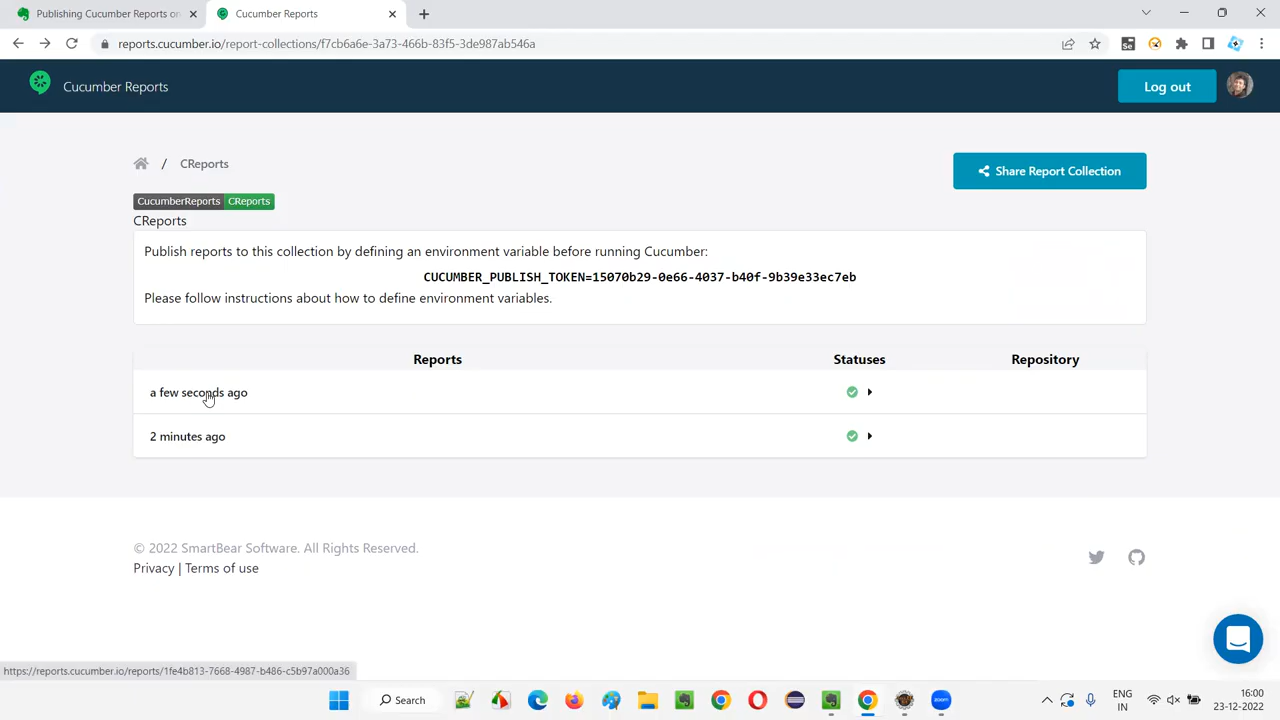 Publishing Cucumber Reports on
Cucumber Reports
reports.cucumber.io/report-collections/f7cb6a6e-3a73-466b-83f5-3de987ab546a
Cucumber Reports
Log out
/ CReports
Share Report Collection
CucumberReports CReports
CReports
Publish reports to this collection by defining an environment variable before running Cucumber:
CUCUMBER_PUBLISH_TOKEN=15070b29-0e66-4037-b40f-9b39e33ec7eb
Please follow instructions about how to define environment variables.
Reports Statuses Repository
a few seconds ago
2 minutes ago
© 2022 SmartBear Software. All Rights Reserved.
Privacy | Terms of use
https://reports.cucumber.io/reports/1fe4b813-7668-4987-b486-c5b97a000a36
Search
ENG
IN
16:00
23-12-2022